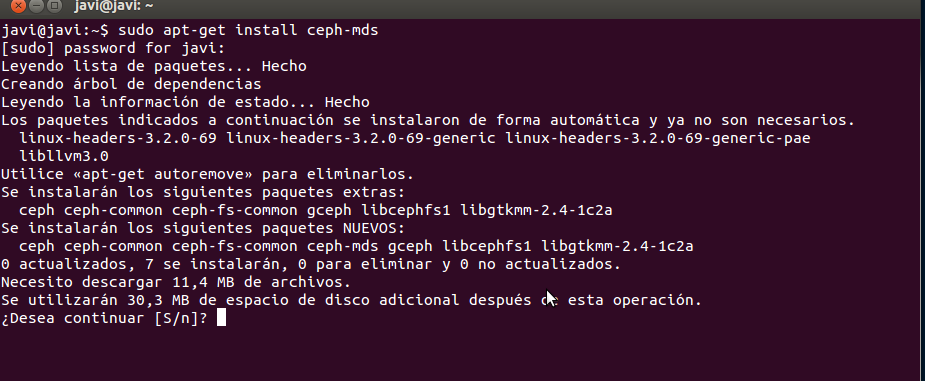 javi@javi: ~
javi@javi:~$ sudo apt-get install ceph-mds
[sudo] password for javi:
Leyendo lista de paquetes... Hecho
Creando árbol de dependencias
Leyendo la información de estado... Hecho
Los paquetes indicados a continuación se instalaron de forma automática y ya no son necesarios.
linux-headers-3.2.0-69 linux-headers-3.2.0-69-generic linux-headers-3.2.0-69-generic-pae
libllvm3.0
Utilice «apt-get autoremove» para eliminarlos.
Se instalarán los siguientes paquetes extras:
ceph ceph-common ceph-fs-common gceph libcephfs1 libgtkmm-2.4-1c2a
Se instalarán los siguientes paquetes NUEVOS:
ceph ceph-common ceph-fs-common ceph-mds gceph libcephfs1 libgtkmm-2.4-1c2a
0 actualizados, 7 se instalarán, 0 para eliminar y 0 no actualizados.
Necesito descargar 11,4 MB de archivos.
Se utilizarán 30,3 MB de espacio de disco adicional después de esta operación.
¿Desea continuar [S/n]?